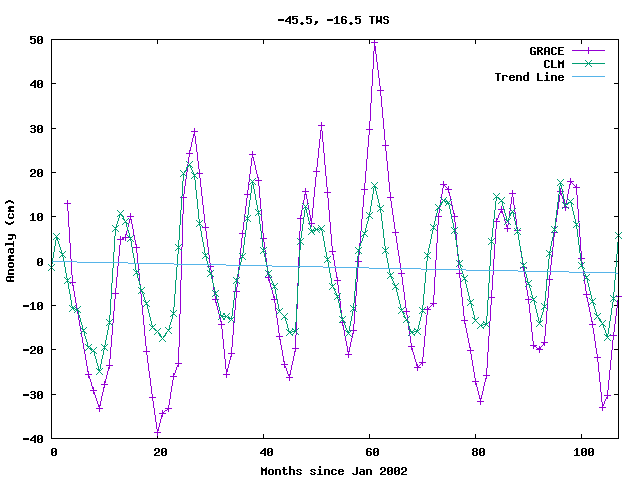 -45.5, -16.5 TWS
GRACE
CLM
Trend Line
Anomaly (cm)
50
40
30
20
10
0
-10
-20
-30
-40
0 20 40 60 80 100
Months since Jan 2002